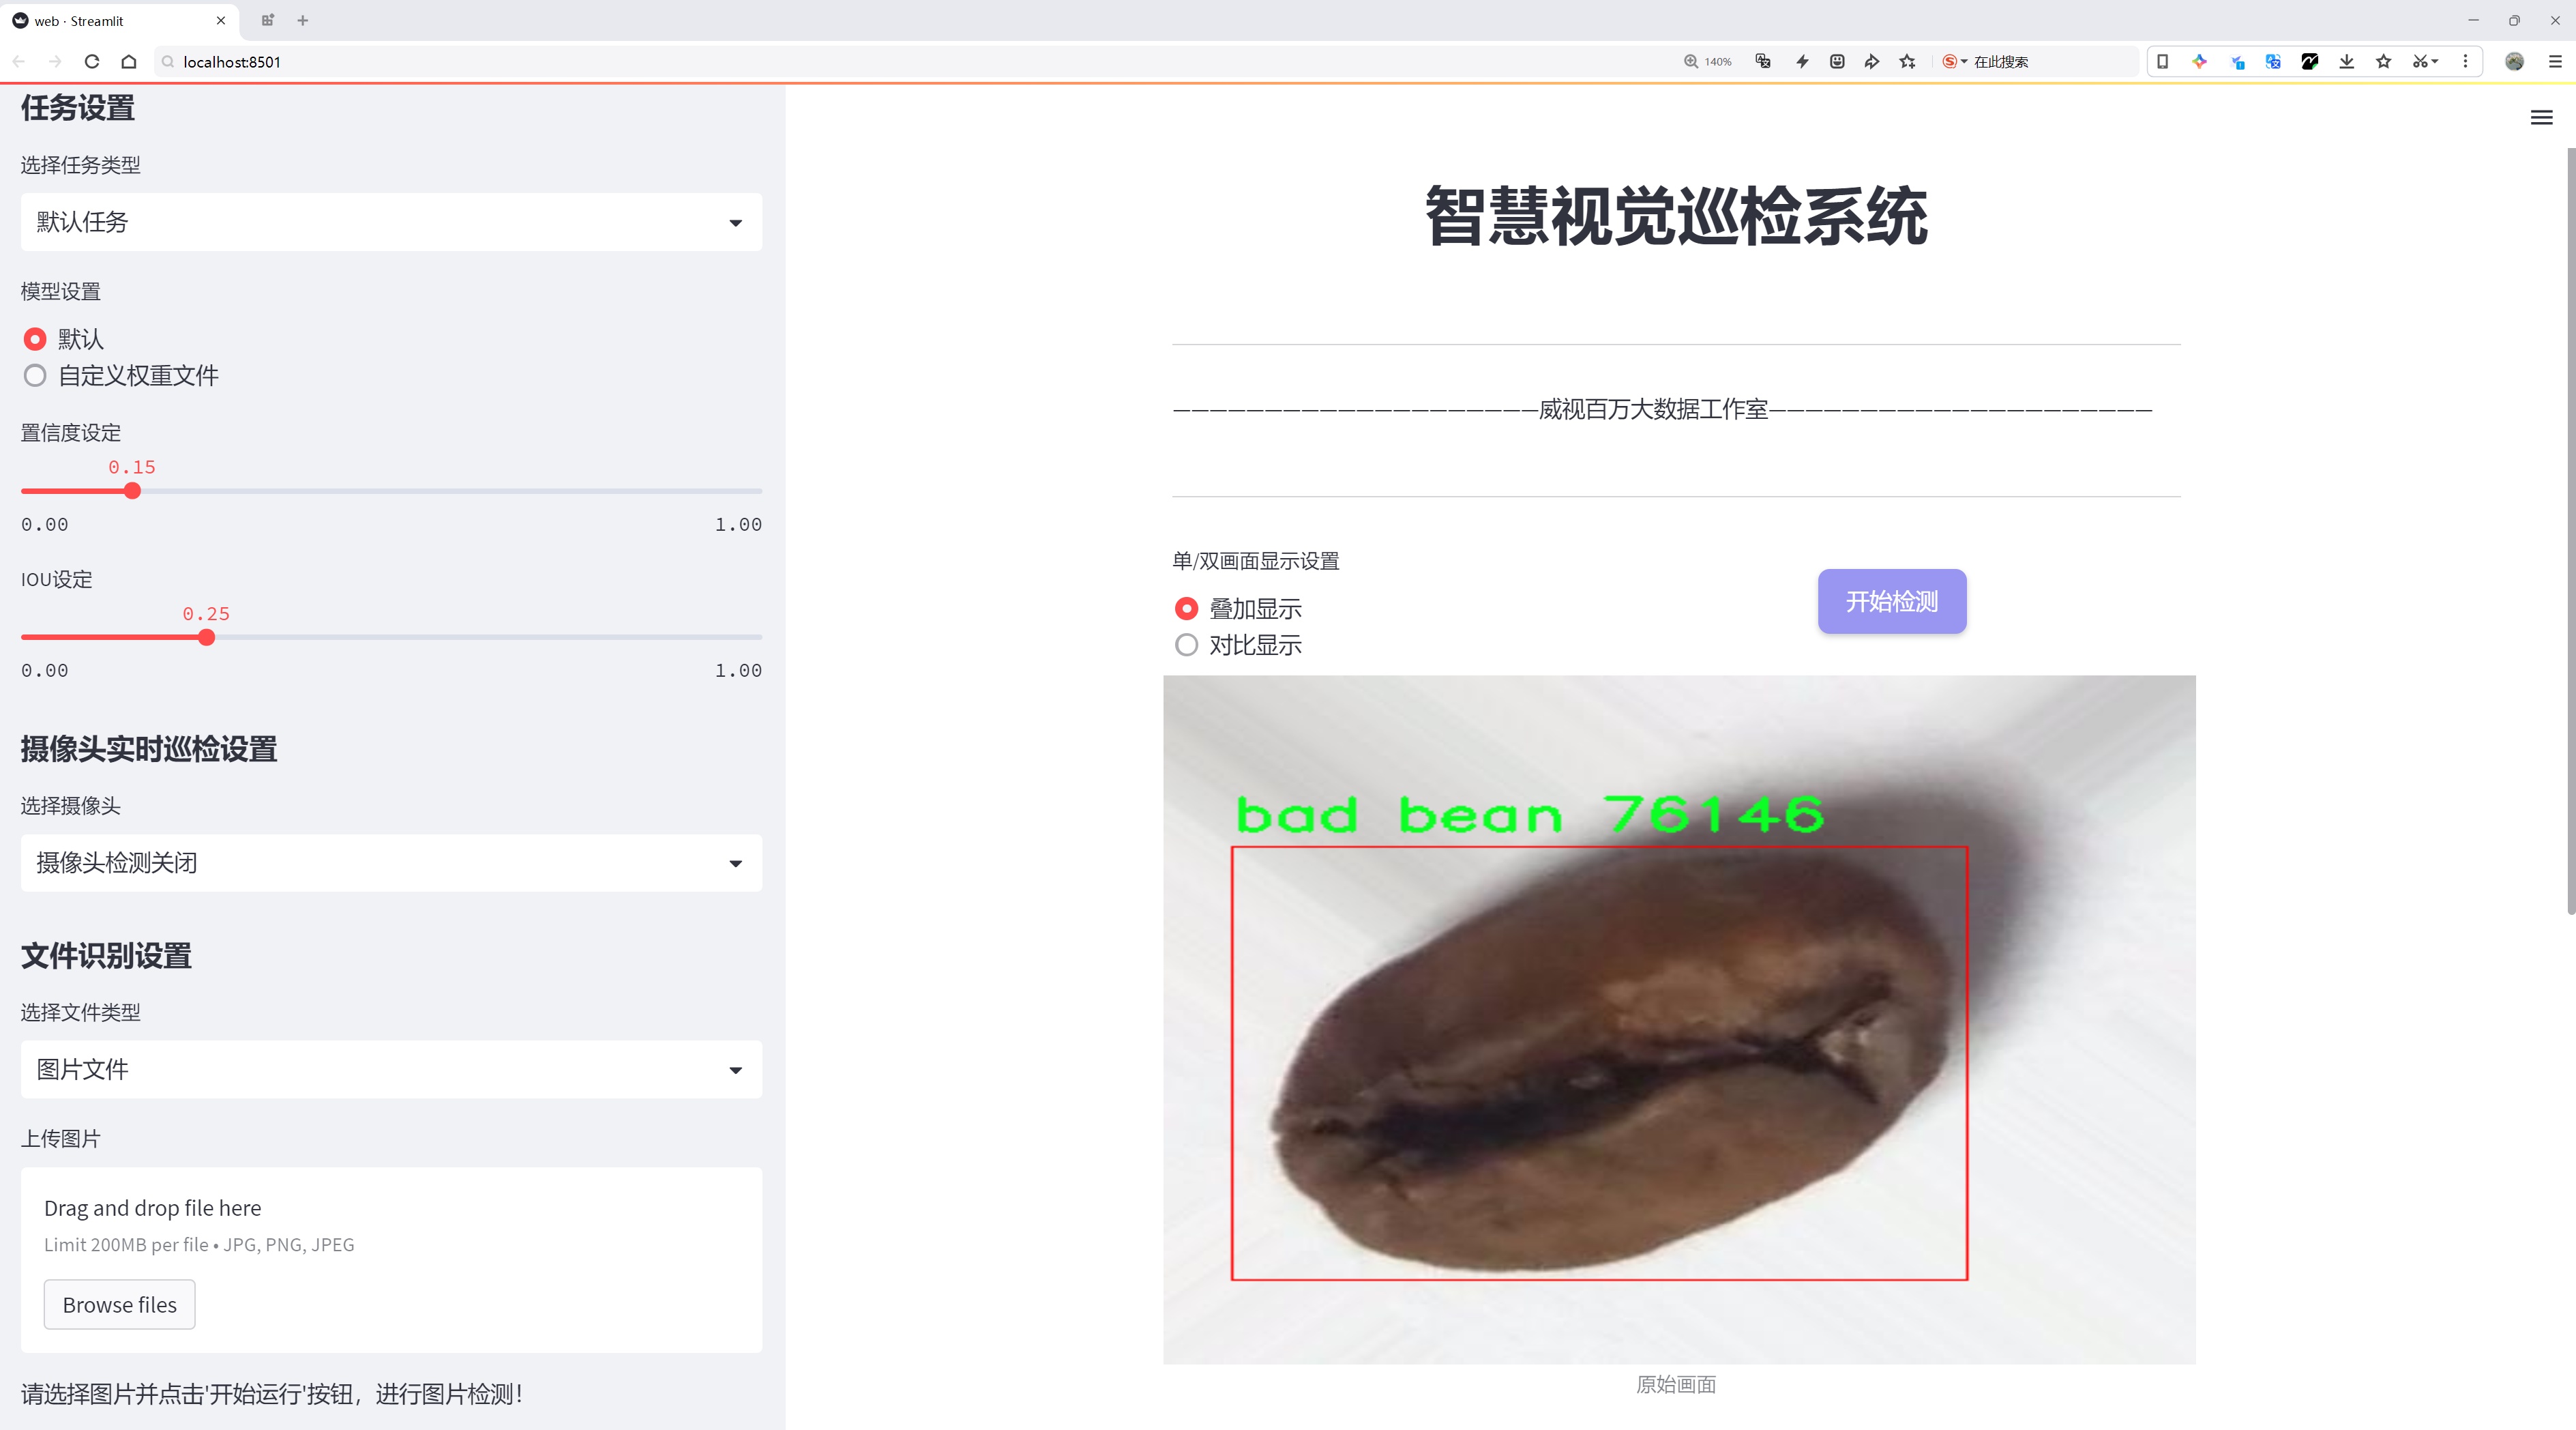 web · Streamlit
localhost:8501
140%
在此搜索
任务设置
选择任务类型
默认任务
模型设置
默认
自定义权重文件
置信度设定
0.15
0.00 1.00
IOU设定
0.25
0.00 1.00
摄像头实时巡检设置
选择摄像头
摄像头检测关闭
文件识别设置
选择文件类型
图片文件
上传图片
Drag and drop file here
Limit 200MB per file • JPG, PNG, JPEG
Browse files
请选择图片并点击'开始运行'按钮，进行图片检测！
智慧视觉巡检系统
————————————————————威视百万大数据工作室—————————————————————
单/双画面显示设置
叠加显示
对比显示
开始检测
bad bean 76146
原始画面